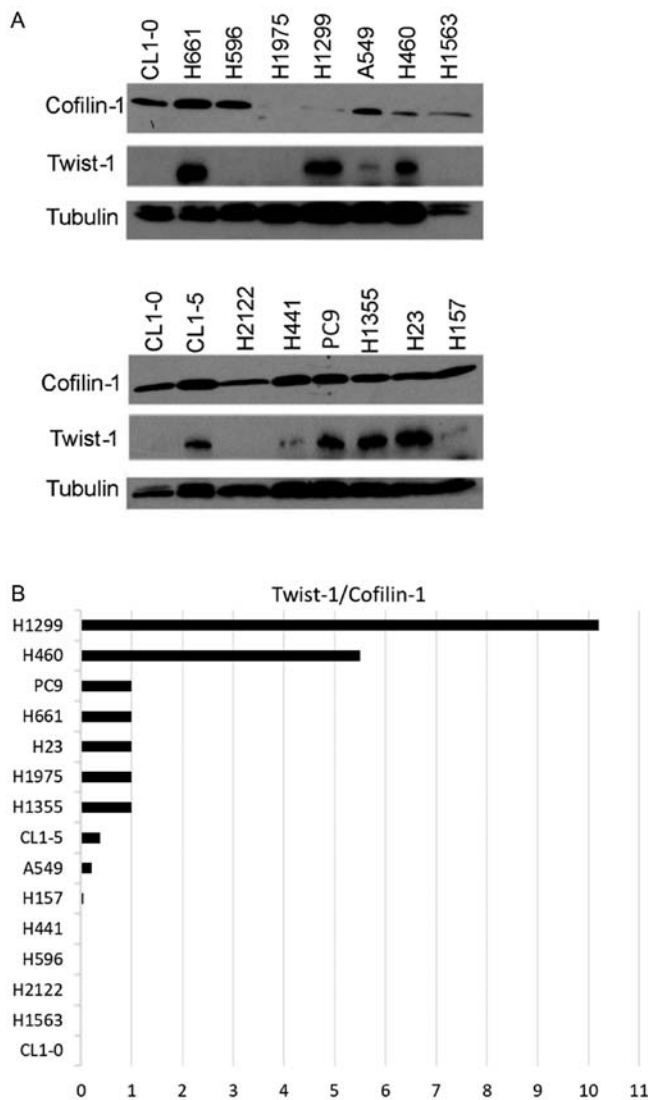 A
CL1-0 H661 H596 H1975 H1299 A549 H460 H1563
Cofilin-1
Twist-1
Tubulin
CL1-0 CL1-5 H2122 H441 PC9 H1355 H23 H157
Cofilin-1
Twist-1
Tubulin
B
Twist-1/Cofilin-1
H1299
H460
PC9
H661
H23
H1975
H1355
CL1-5
A549
H157
H441
H596
H2122
H1563
CL1-0
0 1 2 3 4 5 6 7 8 9 10 11